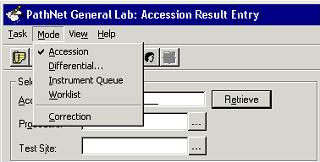 PathNet General Lab: Accession Result Entry
Task Mode View Help
Accession
Differential...
Instrument Queue
Worklist
Correction
Retrieve
...
Test Site: ...